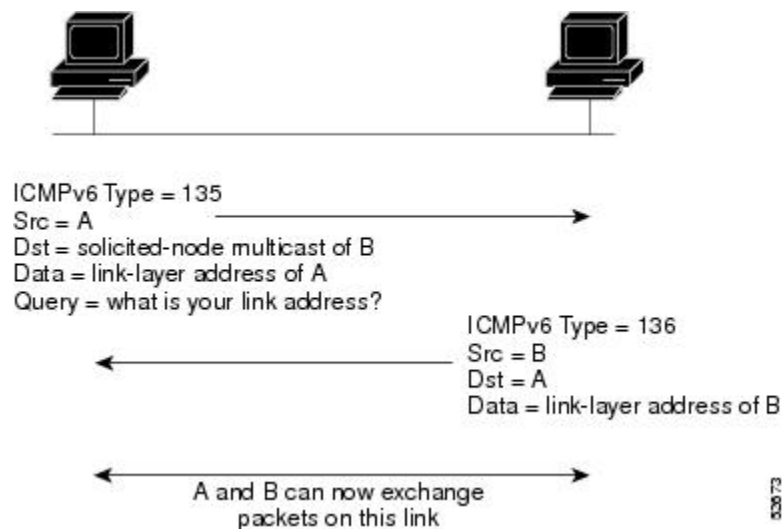 ICMPv6 Type = 135
Src = A
Dst = solicited-node multicast of B
Data = link-layer address of A
Query = what is your link address?
ICMPv6 Type = 136
Src = B
Dst = A
Data = link-layer address of B
A and B can now exchange
packets on this link